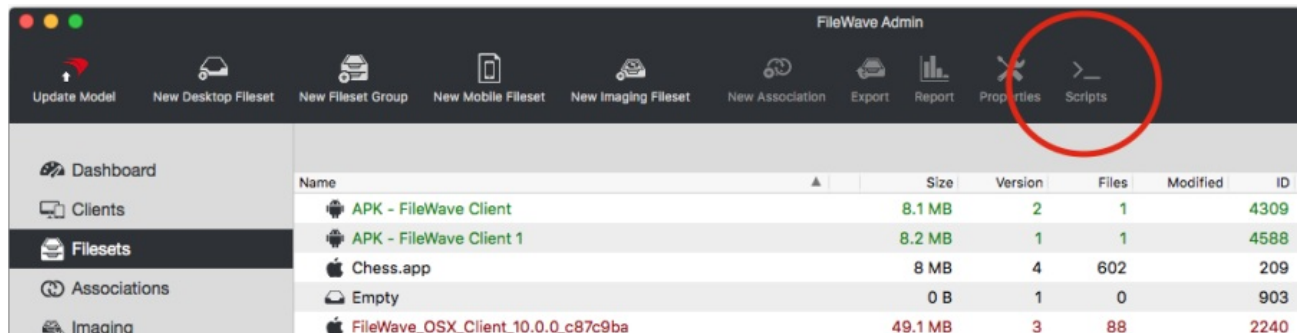 FileWave Admin
Update Model New Desktop Fileset New Fileset Group New Mobile Fileset New Imaging Fileset New Association Export Report Properties Scripts
Dashboard
Name Size Version Files Modified ID
Clients APK - FileWave Client 8.1 MB 2 1 4309
Filesets APK - FileWave Client 1 8.2 MB 1 1 4588
Chess.app 8 MB 4 602 209
Associations Empty 0 B 1 0 903
Imaging FileWave_OSX_Client_10.0.0_c87c9ba 49.1 MB 3 88 2240